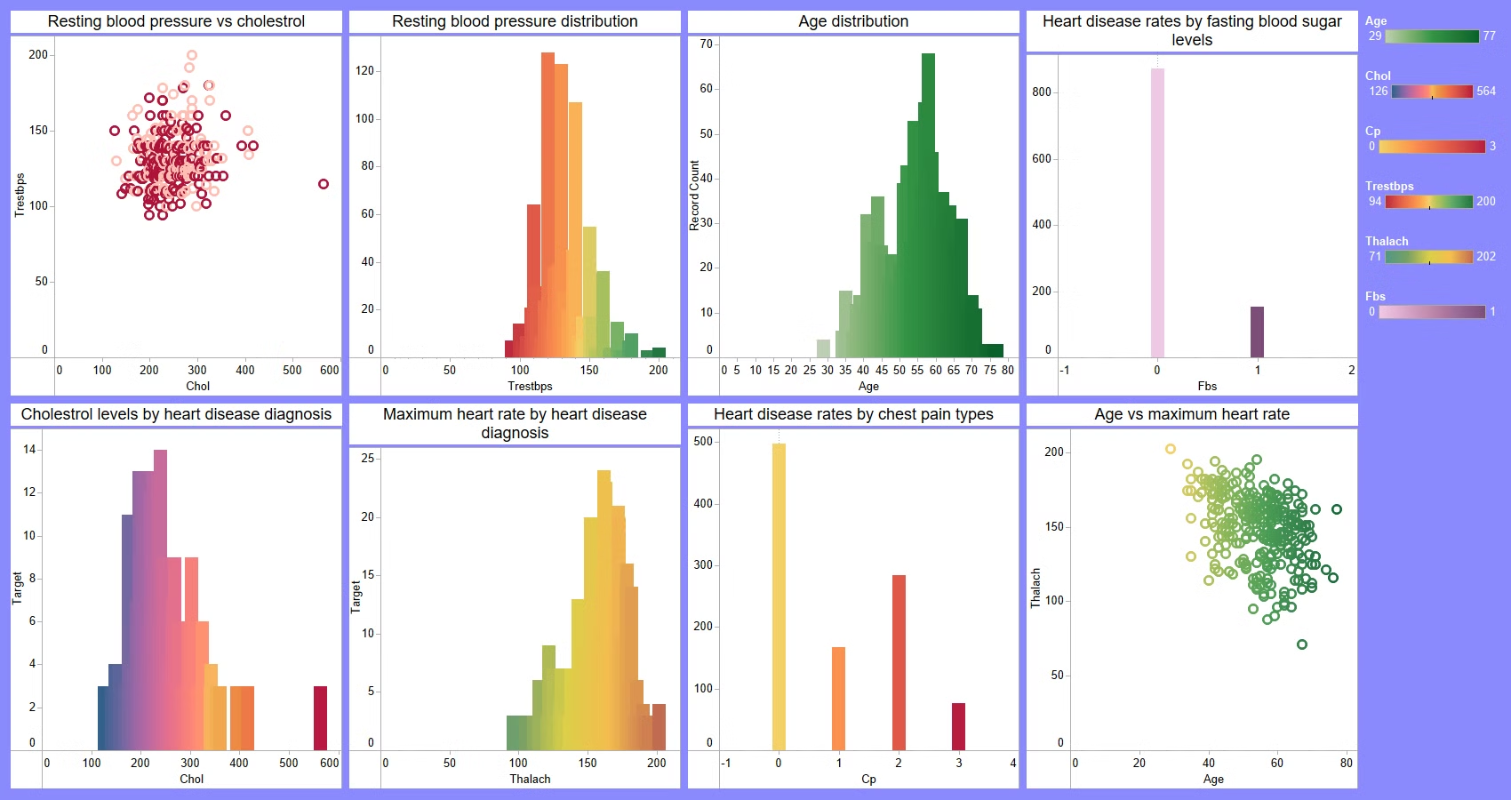 Resting blood pressure vs cholestrol
200
150
100
50
0
Trestbps
0 100 200 300 400 500 600
Chol
Resting blood pressure distribution
120
100
80
60
40
20
0
0 50 100 150 200
Trestbps
Age distribution
70
60
50
40
30
20
10
0
Record Count
0 5 10 15 20 25 30 35 40 45 50 55 60 65 70 75 80
Age
Heart disease rates by fasting blood sugar
levels
800
600
400
200
0
-1 0 1 2
Fbs
Age
29 77
Chol
126 564
Cp
0 3
Trestbps
94 200
Thalach
71 202
Fbs
0 1
Cholestrol levels by heart disease diagnosis
14
12
10
8
6
4
2
0
Target
0 100 200 300 400 500 600
Chol
Maximum heart rate by heart disease
diagnosis
25
20
15
10
5
0
Target
0 50 100 150 200
Thalach
Heart disease rates by chest pain types
500
400
300
200
100
0
-1 0 1 2 3 4
Cp
Age vs maximum heart rate
200
150
100
50
0
Thalach
0 20 40 60 80
Age